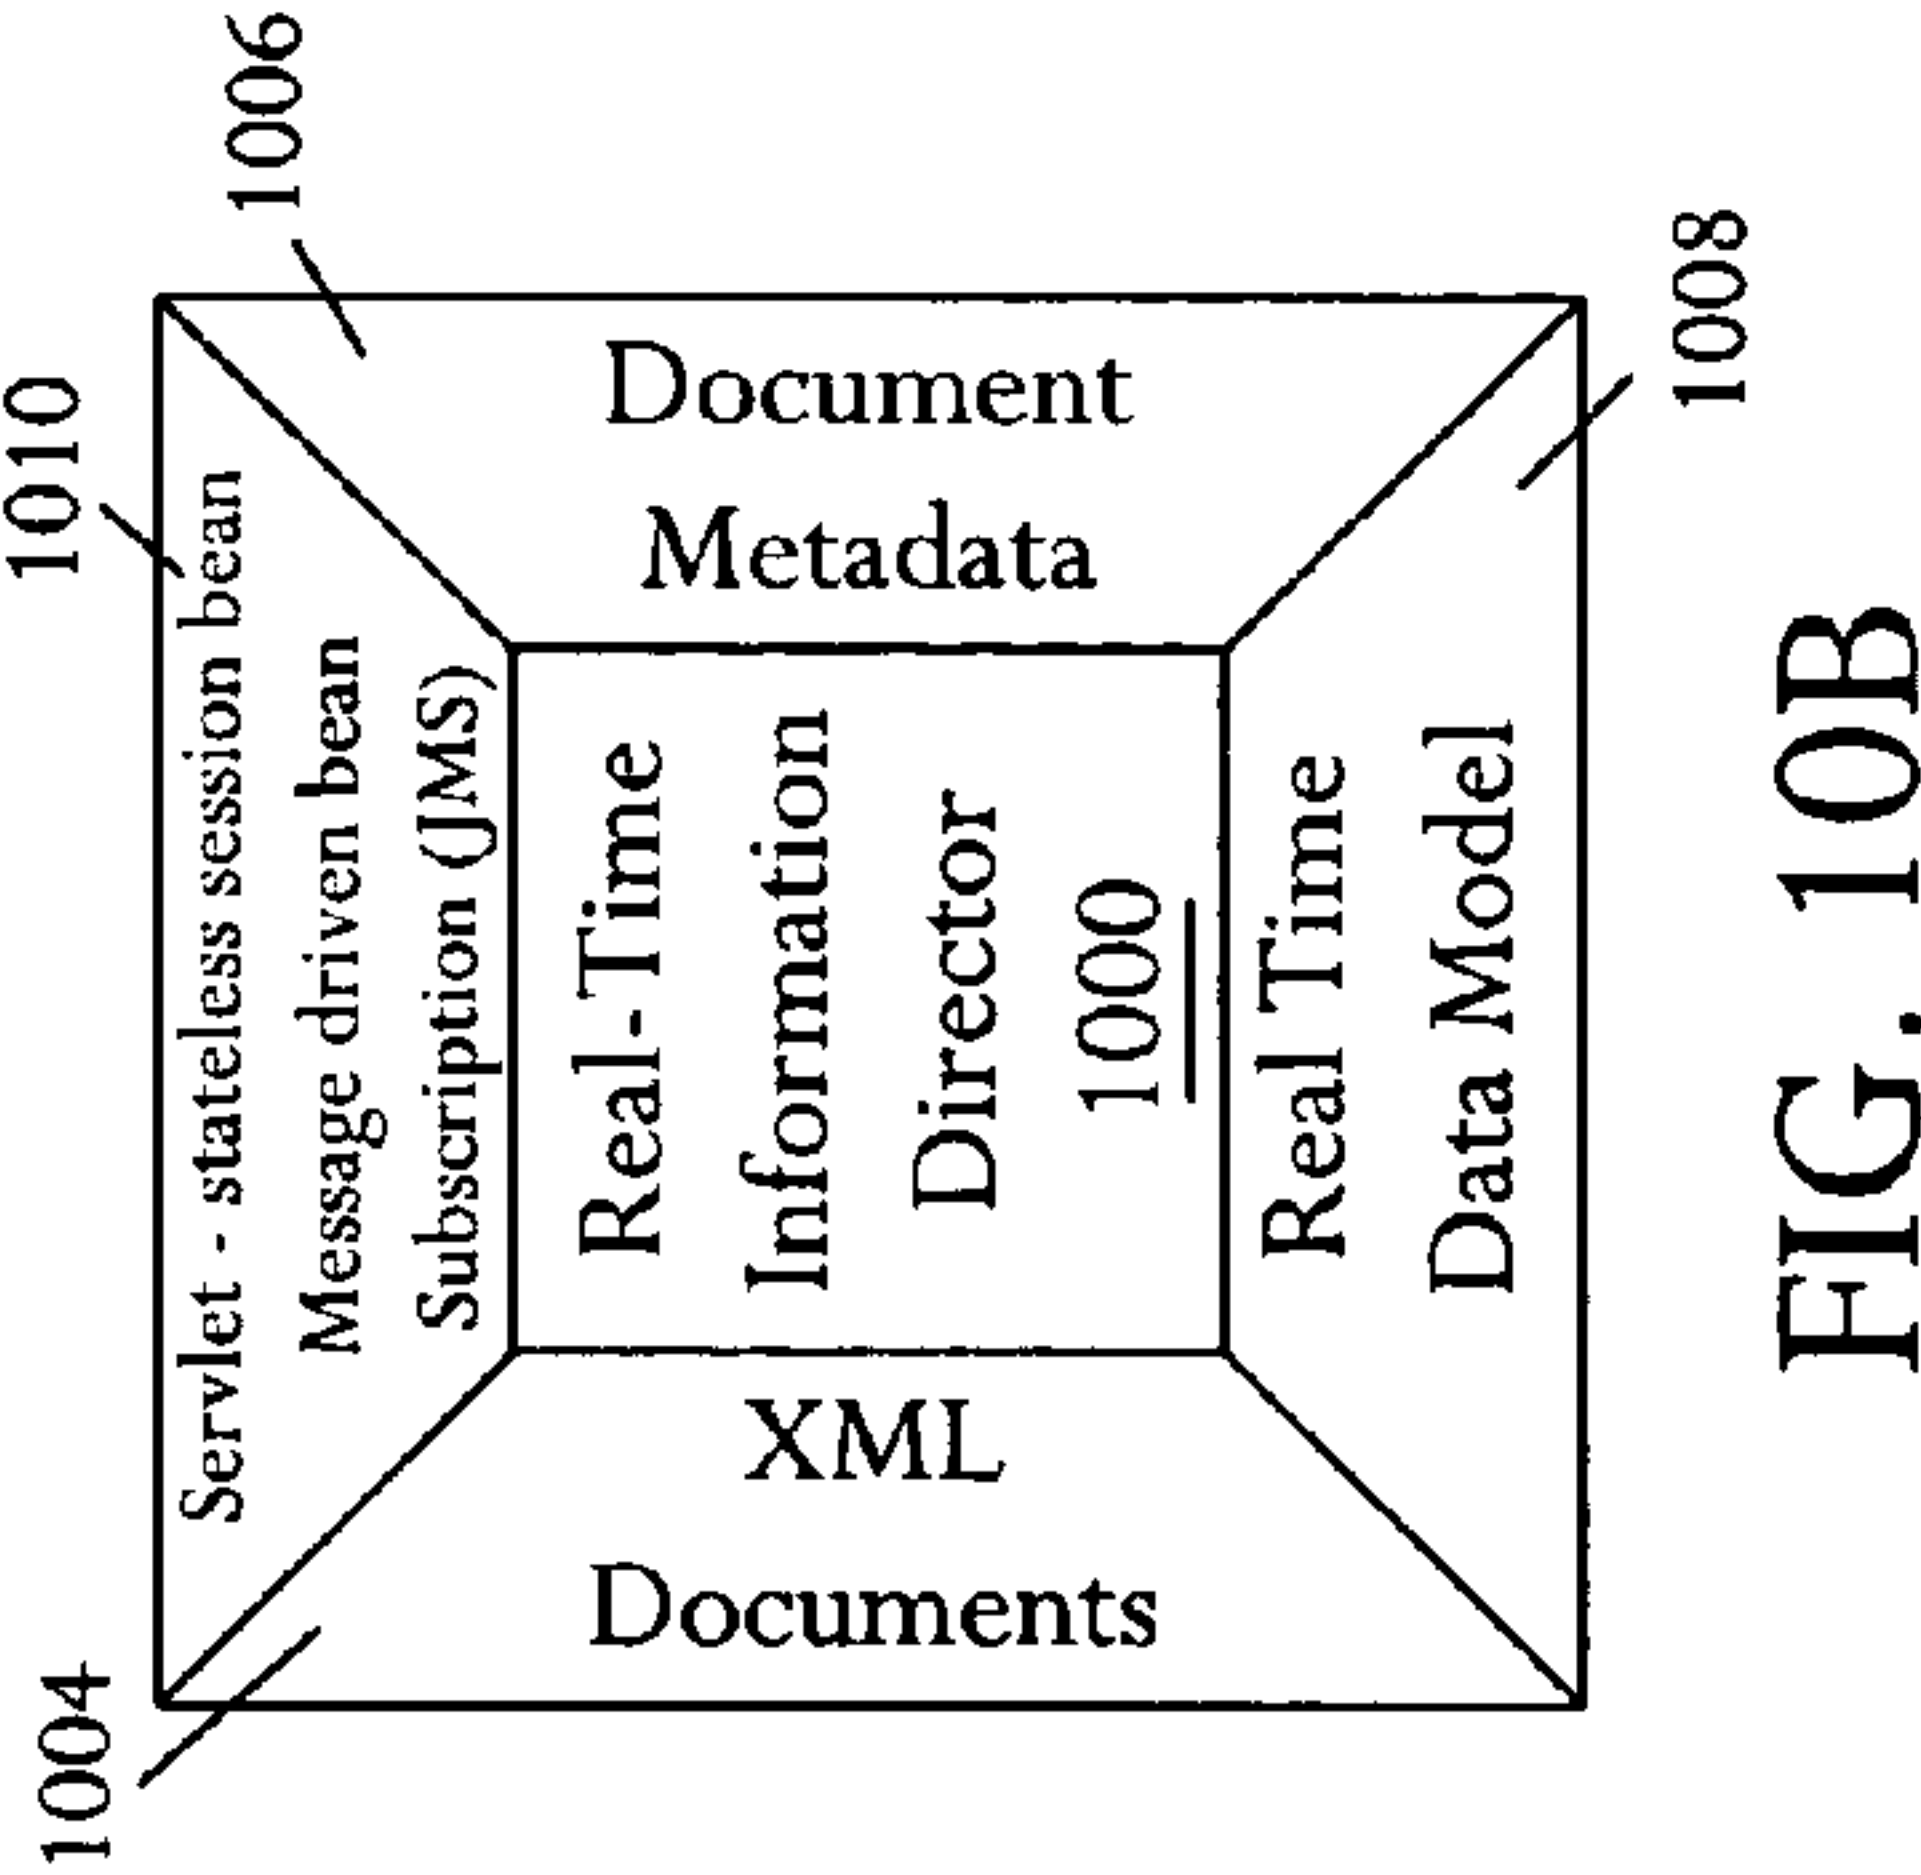 1010
1006
1004
Servlet - stateless session bean
Message driven bean
Subscription (JMS)
Real-Time
Information
Director
1000
XML
Documents
Document
Metadata
Real Time
Data Model
1008
FIG. 10B